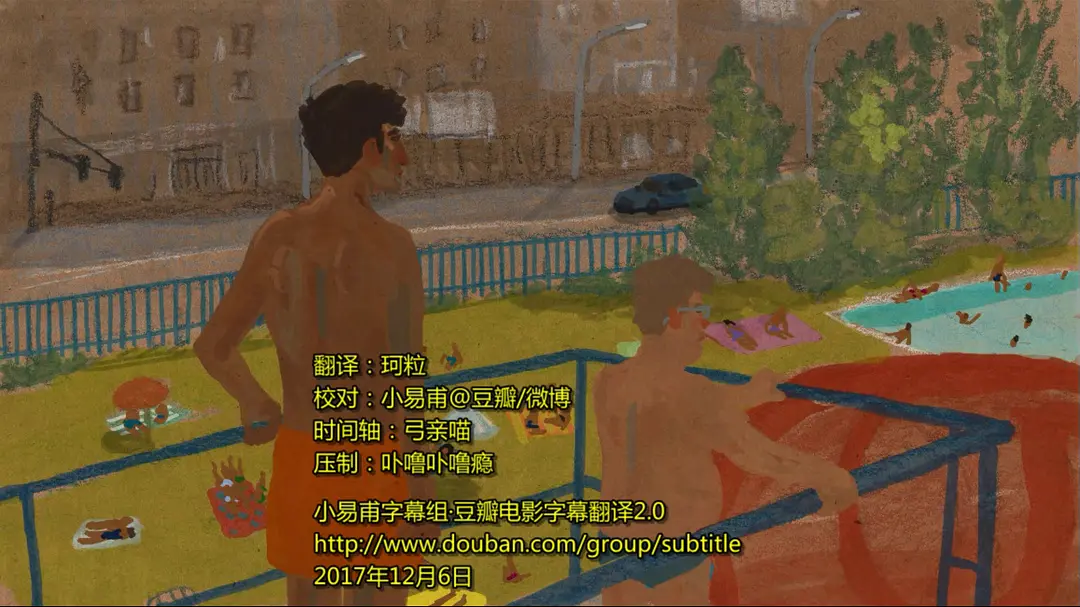 翻译：珂粒
校对：小易甫@豆瓣/微博
时间轴：弓亲喵
压制：卟噜卟噜瘾
小易甫字幕组·豆瓣电影字幕翻译2.0
http://www.douban.com/group/subtitle
2017年12月6日